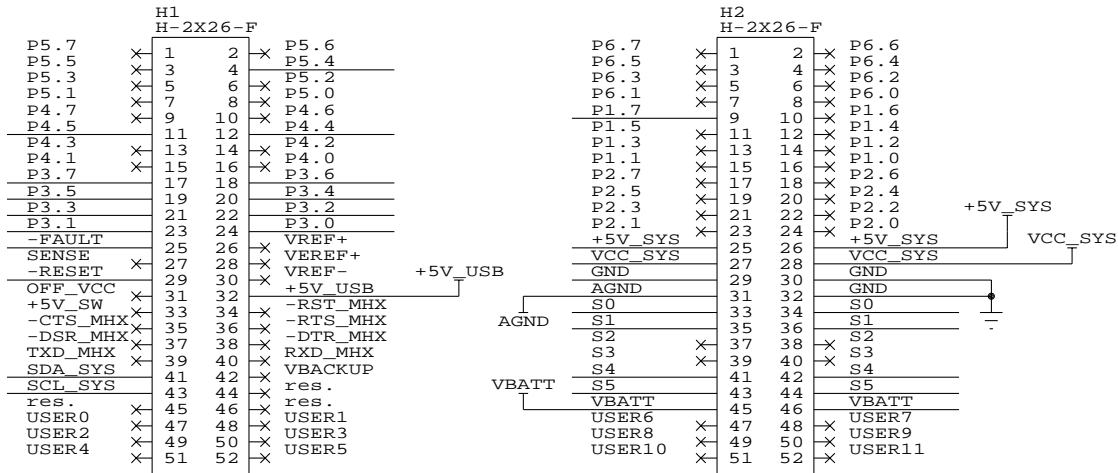 H1
H-2X26-F
P5.7 1 2 P5.6
P5.5 3 4 P5.4
P5.3 5 6 P5.2
P5.1 7 8 P5.0
P4.7 9 10 P4.6
P4.5 11 12 P4.4
P4.3 13 14 P4.2
P4.1 15 16 P4.0
P3.7 17 18 P3.6
P3.5 19 20 P3.4
P3.3 21 22 P3.2
P3.1 23 24 P3.0
-FAULT 25 26 VREF+
SENSE 27 28 VEREF+
-RESET 29 30 VREF-
OFF_VCC 31 32 +5V_USB +5V_USB
+5V_SW 33 34 -RST_MHX
-CTS_MHX 35 36 -RTS_MHX
-DSR_MHX 37 38 -DTR_MHX
TXD_MHX 39 40 RXD_MHX
SDA_SYS 41 42 VBACKUP
SCL_SYS 43 44 res.
res. 45 46 res.
USER0 47 48 USER1
USER2 49 50 USER3
USER4 51 52 USER5
H2
H-2X26-F
P6.7 1 2 P6.6
P6.5 3 4 P6.4
P6.3 5 6 P6.2
P6.1 7 8 P6.0
P1.7 9 10 P1.6
P1.5 11 12 P1.4
P1.3 13 14 P1.2
P1.1 15 16 P1.0
P2.7 17 18 P2.6
P2.5 19 20 P2.4
P2.3 21 22 P2.2 +5V_SYS
P2.1 23 24 P2.0
+5V_SYS 25 26 +5V_SYS VCC_SYS
VCC_SYS 27 28 VCC_SYS
GND 29 30 GND
AGND 31 32 GND
AGND S0 33 34 S0
S1 35 36 S1
S2 37 38 S2
S3 39 40 S3
S4 41 42 S4
VBATT S5 43 44 S5
VBATT 45 46 VBATT
USER6 47 48 USER7
USER8 49 50 USER9
USER10 51 52 USER11